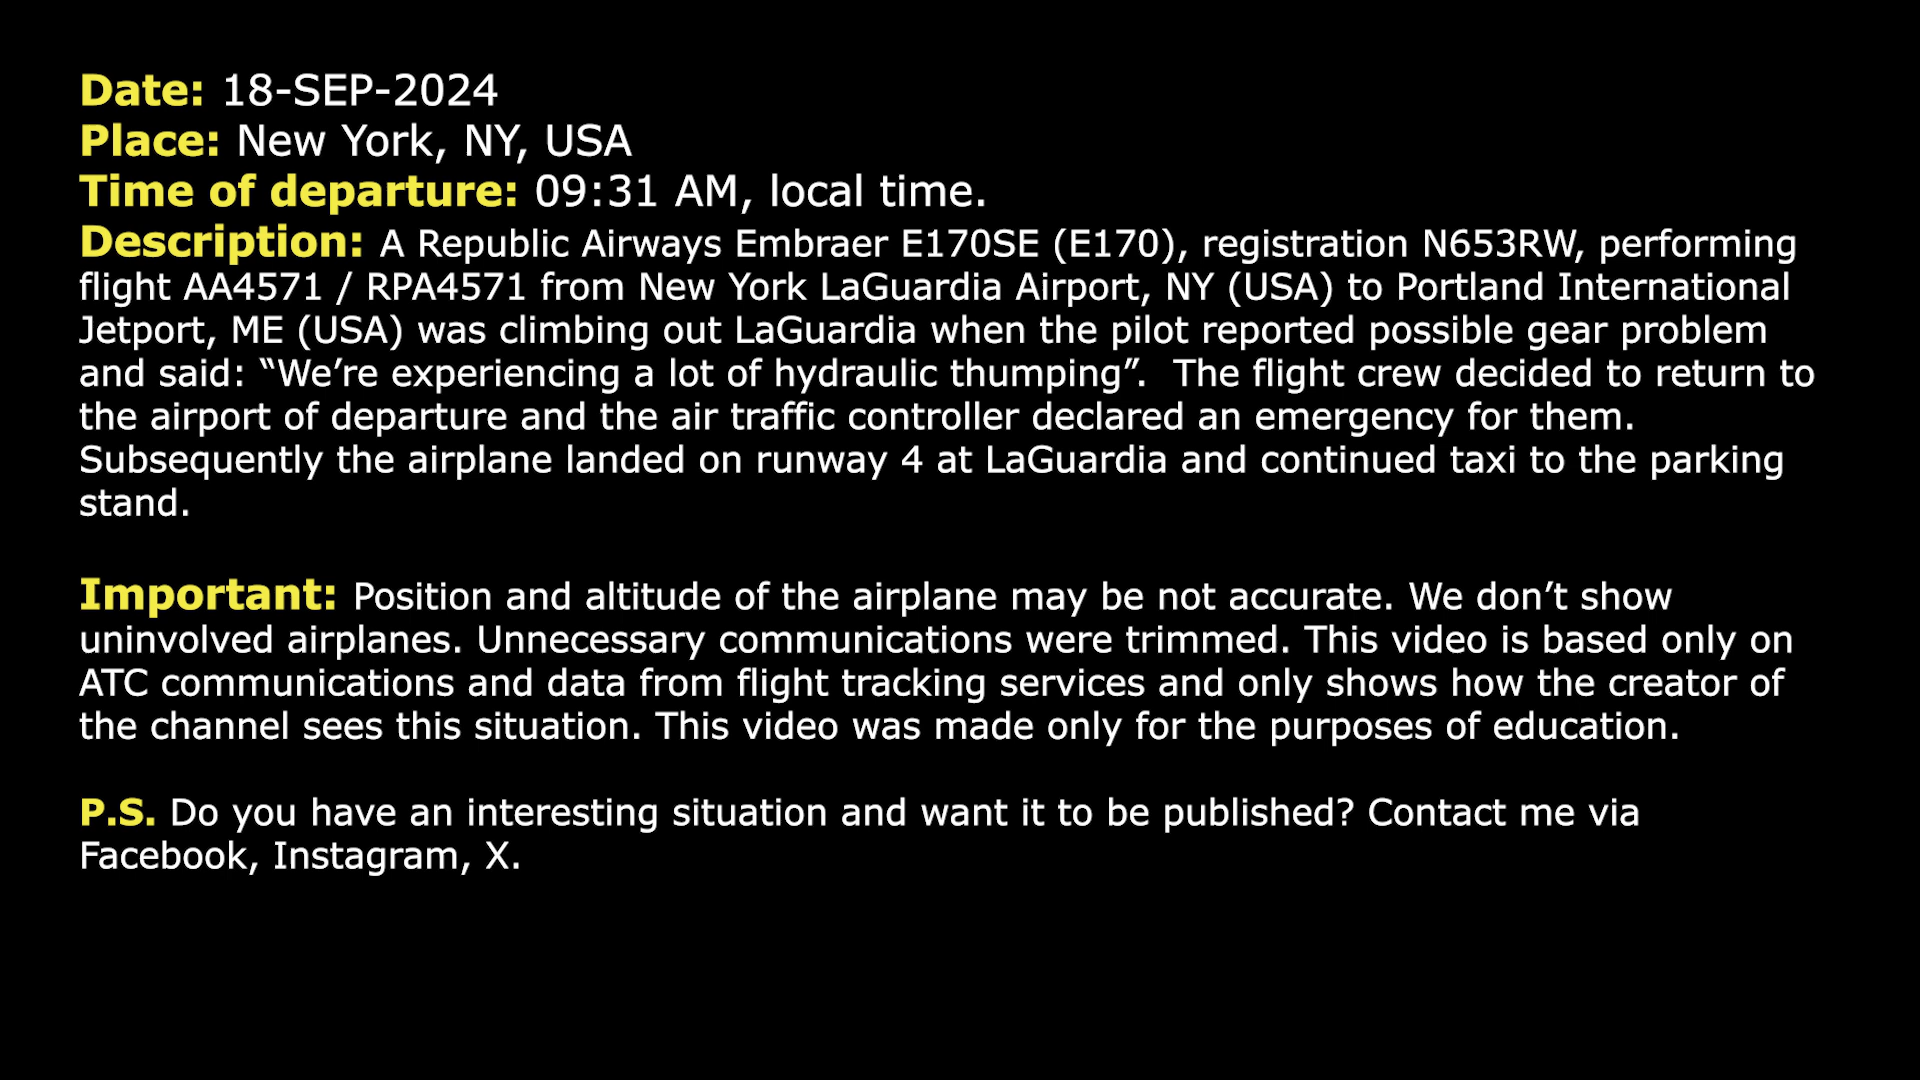 Date: 18-SEP-2024
Place: New York, NY, USA
Time of departure: 09:31 AM, local time.
Description: A Republic Airways Embraer E170SE (E170), registration N653RW, performing
flight AA4571 / RPA4571 from New York LaGuardia Airport, NY (USA) to Portland International
Jetport, ME (USA) was climbing out LaGuardia when the pilot reported possible gear problem
and said: “We’re experiencing a lot of hydraulic thumping”.  The flight crew decided to return to
the airport of departure and the air traffic controller declared an emergency for them.
Subsequently the airplane landed on runway 4 at LaGuardia and continued taxi to the parking
stand.
Important: Position and altitude of the airplane may be not accurate. We don’t show
uninvolved airplanes. Unnecessary communications were trimmed. This video is based only on
ATC communications and data from flight tracking services and only shows how the creator of
the channel sees this situation. This video was made only for the purposes of education.
P.S. Do you have an interesting situation and want it to be published? Contact me via
Facebook, Instagram, X.